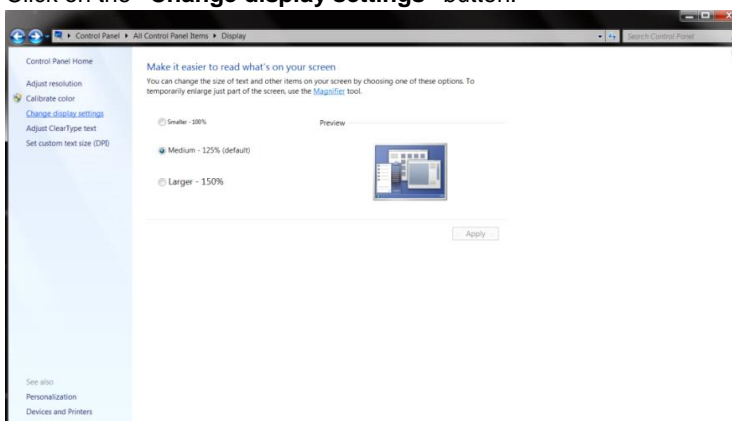 Click on the "Change display settings" button.
Control Panel ▸ All Control Panel Items ▸ Display
Search Control Panel
Control Panel Home
Adjust resolution
Calibrate color
Change display settings
Adjust ClearType text
Set custom text size (DPI)
Make it easier to read what's on your screen
You can change the size of text and other items on your screen by choosing one of these options. To
temporarily enlarge just part of the screen, use the Magnifier tool.
Smaller - 100%
Preview
Medium - 125% (default)
Larger - 150%
Apply
See also
Personalization
Devices and Printers